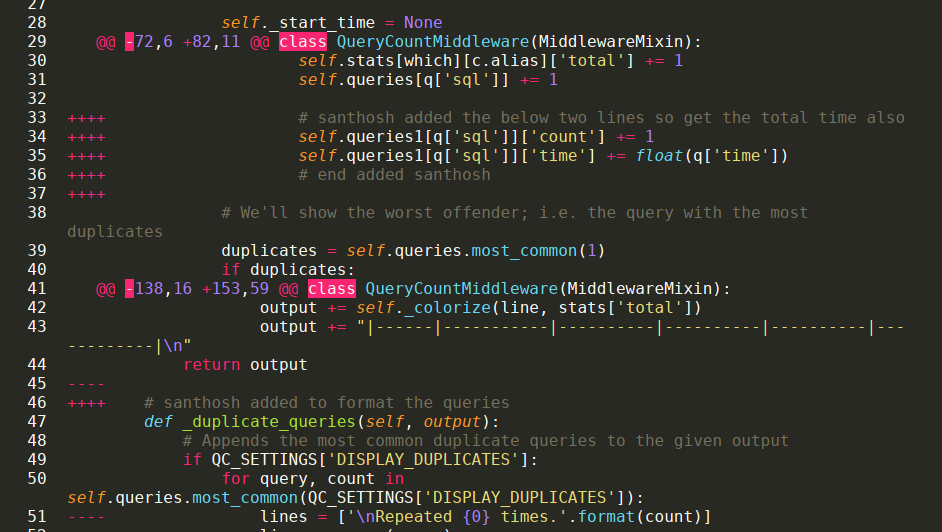 27
28 self._start_time = None
29 @@ -72,6 +82,11 @@ class QueryCountMiddleware(MiddlewareMixin):
30 self.stats[which][c.alias]['total'] += 1
31 self.queries[q['sql']] += 1
32
33 ++++ # santhosh added the below two lines so get the total time also
34 ++++ self.queries1[q['sql']]['count'] += 1
35 ++++ self.queries1[q['sql']]['time'] += float(q['time'])
36 ++++ # end added santhosh
37 ++++
38 # We'll show the worst offender; i.e. the query with the most
duplicates
39 duplicates = self.queries.most_common(1)
40 if duplicates:
41 @@ -138,16 +153,59 @@ class QueryCountMiddleware(MiddlewareMixin):
42 output += self._colorize(line, stats['total'])
43 output += "|------|-----------|----------|----------|----------|---
---------|\n"
44 return output
45 ----
46 ++++ # santhosh added to format the queries
47 def _duplicate_queries(self, output):
48 # Appends the most common duplicate queries to the given output
49 if QC_SETTINGS['DISPLAY_DUPLICATES']:
50 for query, count in
self.queries.most_common(QC_SETTINGS['DISPLAY_DUPLICATES']):
51 ---- lines = ['\nRepeated {0} times.'.format(count)]